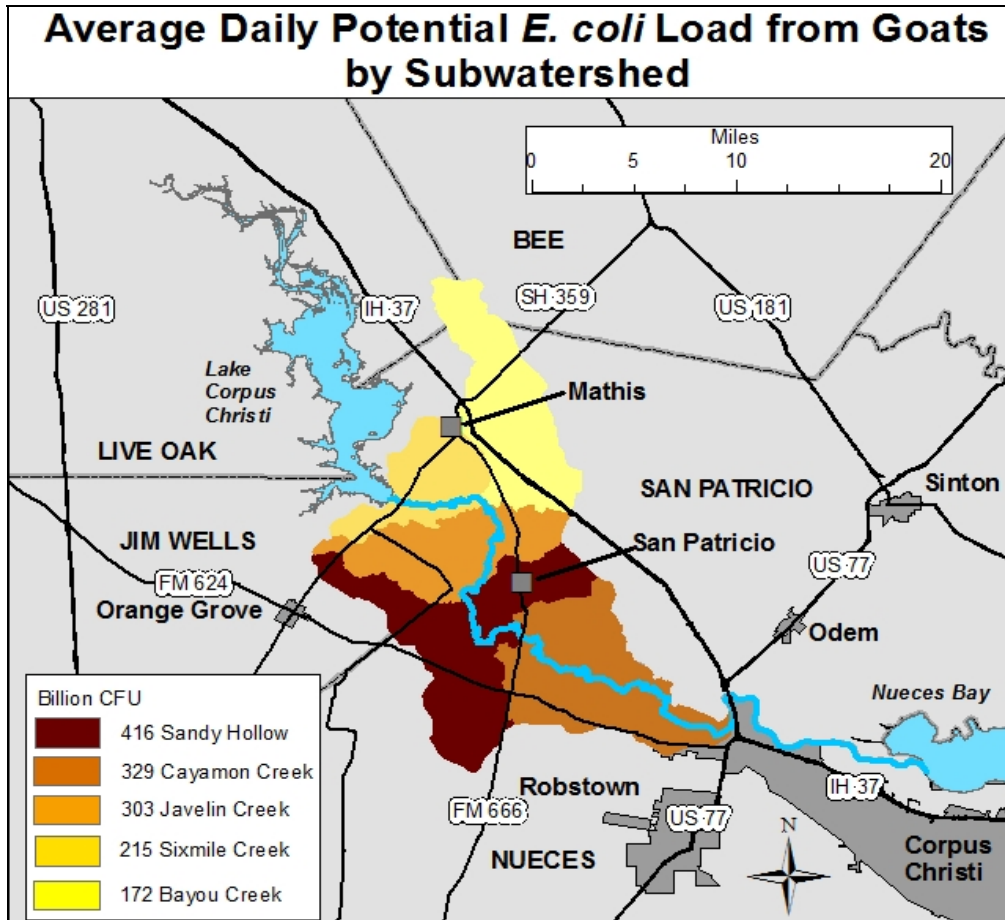 Average Daily Potential E. coli Load from Goats
by Subwatershed
Miles
0 5 10 20
BEE
US 281
IH 37
SH 359
US 181
Lake
Corpus
Christi
Mathis
LIVE OAK
SAN PATRICIO
Sinton
JIM WELLS
San Patricio
FM 624
US 77
Orange Grove
Odem
Nueces Bay
Billion CFU
416 Sandy Hollow
329 Cayamon Creek
303 Javelin Creek
215 Sixmile Creek
172 Bayou Creek
Robstown
IH 37
FM 666
US 77
N
NUECES
Corpus
Christi